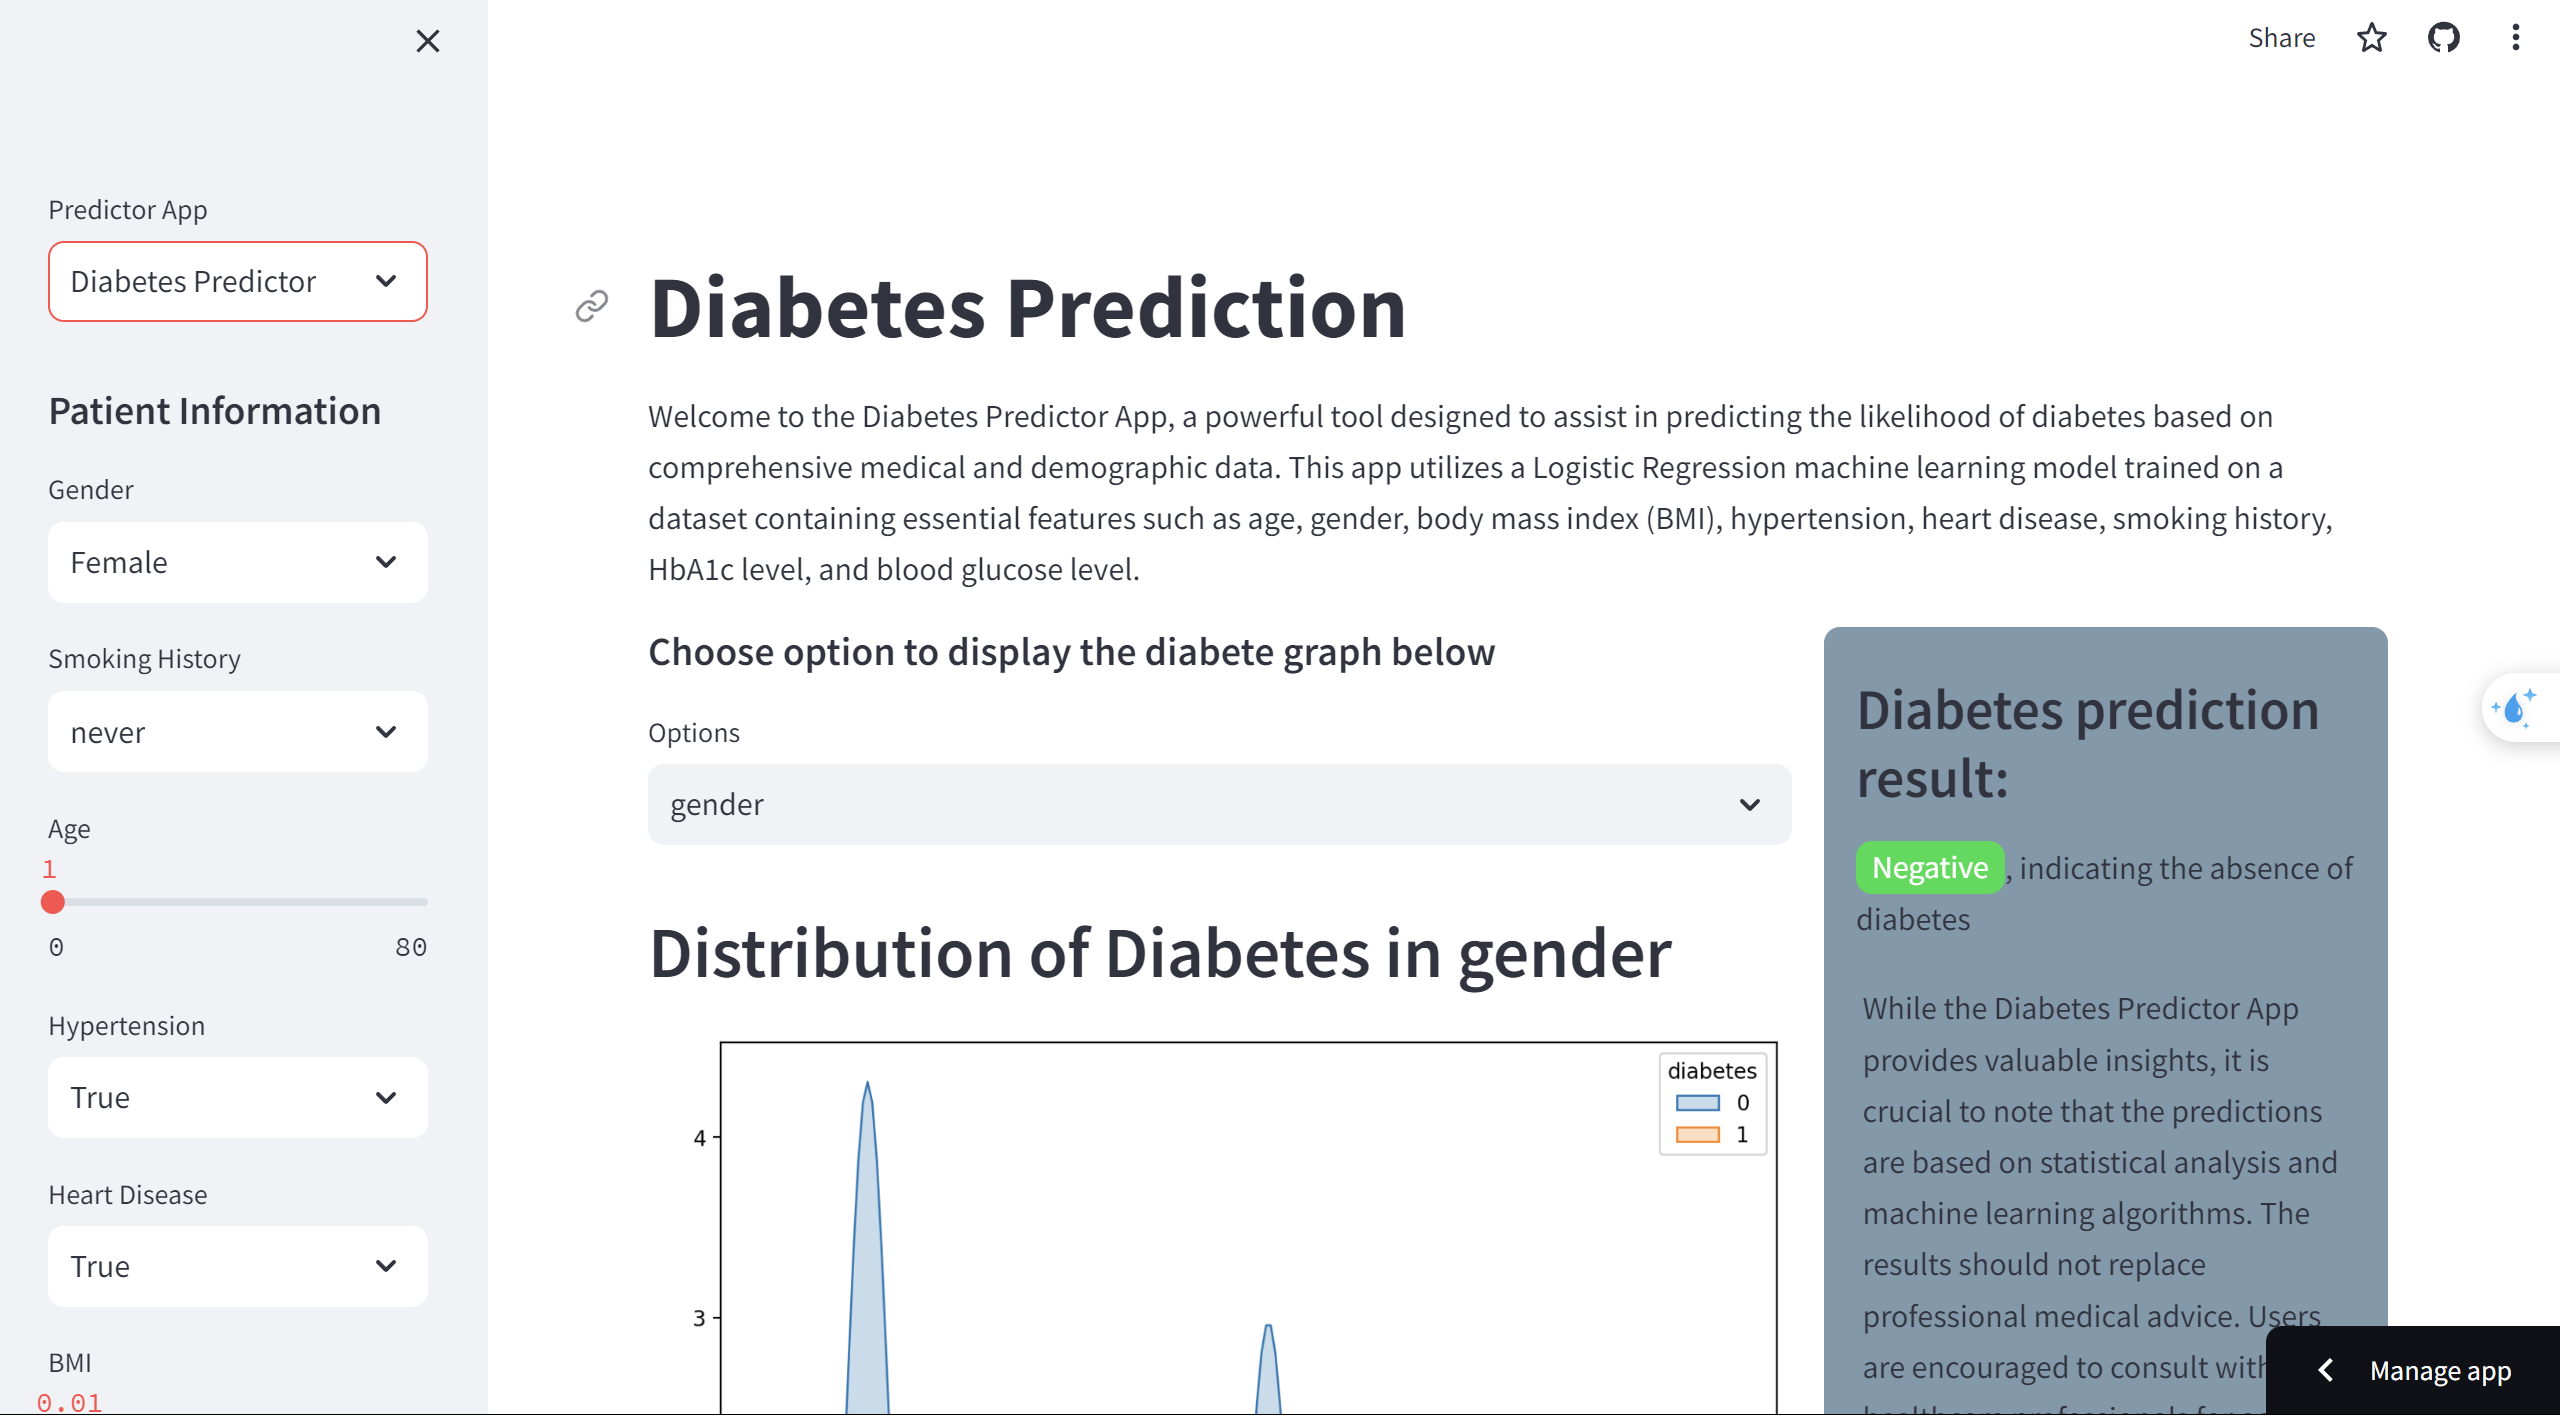 Share
Predictor App
Diabetes Predictor
Patient Information
Gender
Female
Smoking History
never
Age
1
0 80
Hypertension
True
Heart Disease
True
BMI
0.01
Diabetes Prediction
Welcome to the Diabetes Predictor App, a powerful tool designed to assist in predicting the likelihood of diabetes based on
comprehensive medical and demographic data. This app utilizes a Logistic Regression machine learning model trained on a
dataset containing essential features such as age, gender, body mass index (BMI), hypertension, heart disease, smoking history,
HbA1c level, and blood glucose level.
Choose option to display the diabete graph below
Options
gender
Distribution of Diabetes in gender
diabetes
0
1
4
3
Diabetes prediction
result:
Negative , indicating the absence of
diabetes
While the Diabetes Predictor App
provides valuable insights, it is
crucial to note that the predictions
are based on statistical analysis and
machine learning algorithms. The
results should not replace
professional medical advice. Users
are encouraged to consult with
Manage app